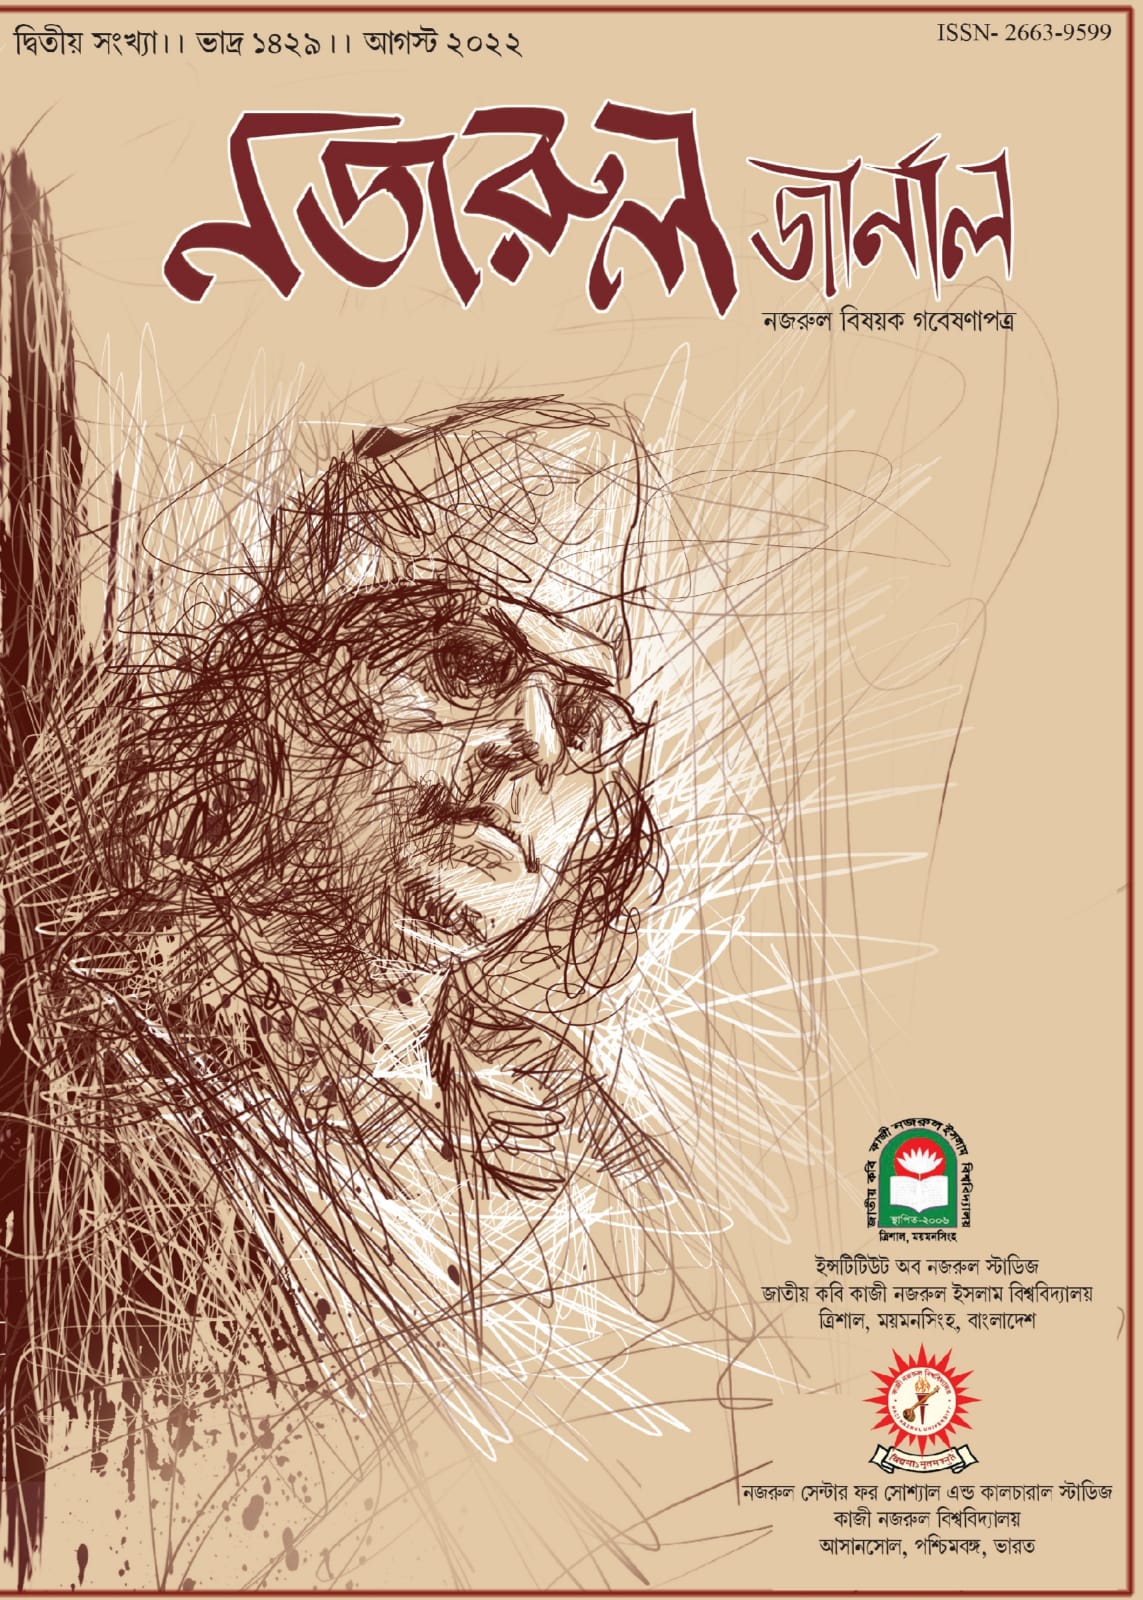 দ্বিতীয় সংখ্যা।। ভাদ্র ১৪২৯।। আগস্ট ২০২২
ISSN- 2663-9599
নজরুল জার্নাল
নজরুল বিষয়ক গবেষণাপত্র
জাতীয় কবি কাজী নজরুল ইসলাম বিশ্ববিদ্যালয়
স্থাপিত-২০০৬
ত্রিশাল, ময়মনসিংহ
ইন্সটিটিউট অব নজরুল স্টাডিজ
জাতীয় কবি কাজী নজরুল ইসলাম বিশ্ববিদ্যালয়
ত্রিশাল, ময়মনসিংহ, বাংলাদেশ
কাজী নজরুল বিশ্ববিদ্যালয়
KAZI NAZRUL UNIVERSITY
নজরুল সেন্টার ফর সোশ্যাল এন্ড কালচারাল স্টাডিজ
কাজী নজরুল বিশ্ববিদ্যালয়
আসানসোল, পশ্চিমবঙ্গ, ভারত